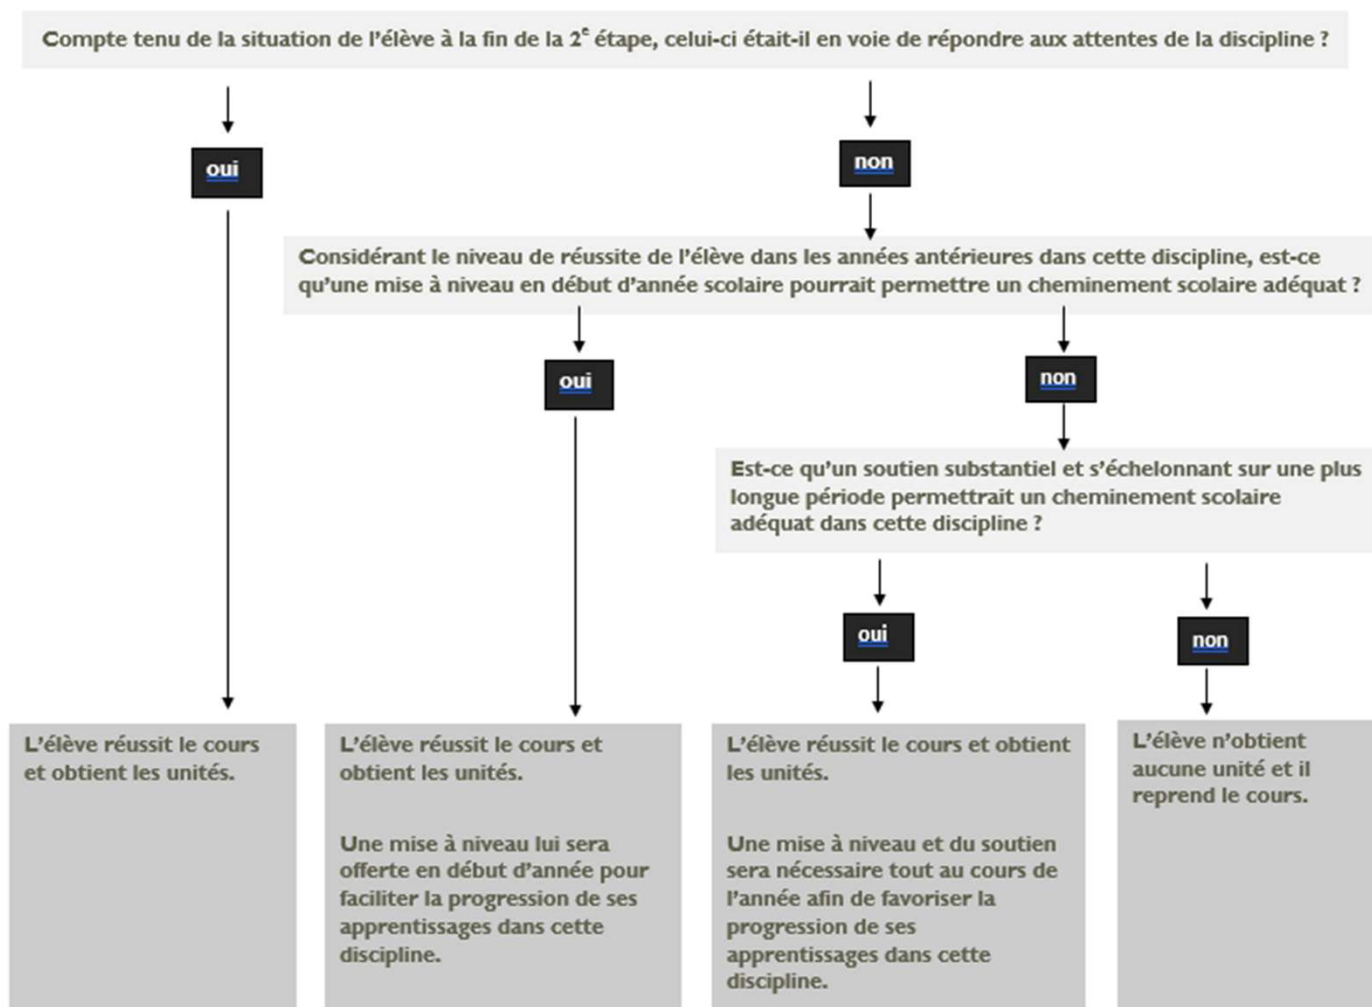 Compte tenu de la situation de l'élève à la fin de la 2e étape, celui-ci était-il en voie de répondre aux attentes de la discipline ?
oui
non
Considérant le niveau de réussite de l'élève dans les années antérieures dans cette discipline, est-ce
qu'une mise à niveau en début d'année scolaire pourrait permettre un cheminement scolaire adéquat ?
oui
non
Est-ce qu'un soutien substantiel et s'échelonnant sur une plus
longue période permettrait un cheminement scolaire
adéquat dans cette discipline ?
oui
non
L'élève réussit le cours
et obtient les unités.
L'élève réussit le cours et
obtient les unités.
Une mise à niveau lui sera
offerte en début d'année pour
faciliter la progression de ses
apprentissages dans cette
discipline.
L'élève réussit le cours et obtient
les unités.
Une mise à niveau et du soutien
sera nécessaire tout au cours de
l'année afin de favoriser la
progression de ses
apprentissages dans cette
discipline.
L'élève n'obtient
aucune unité et il
reprend le cours.